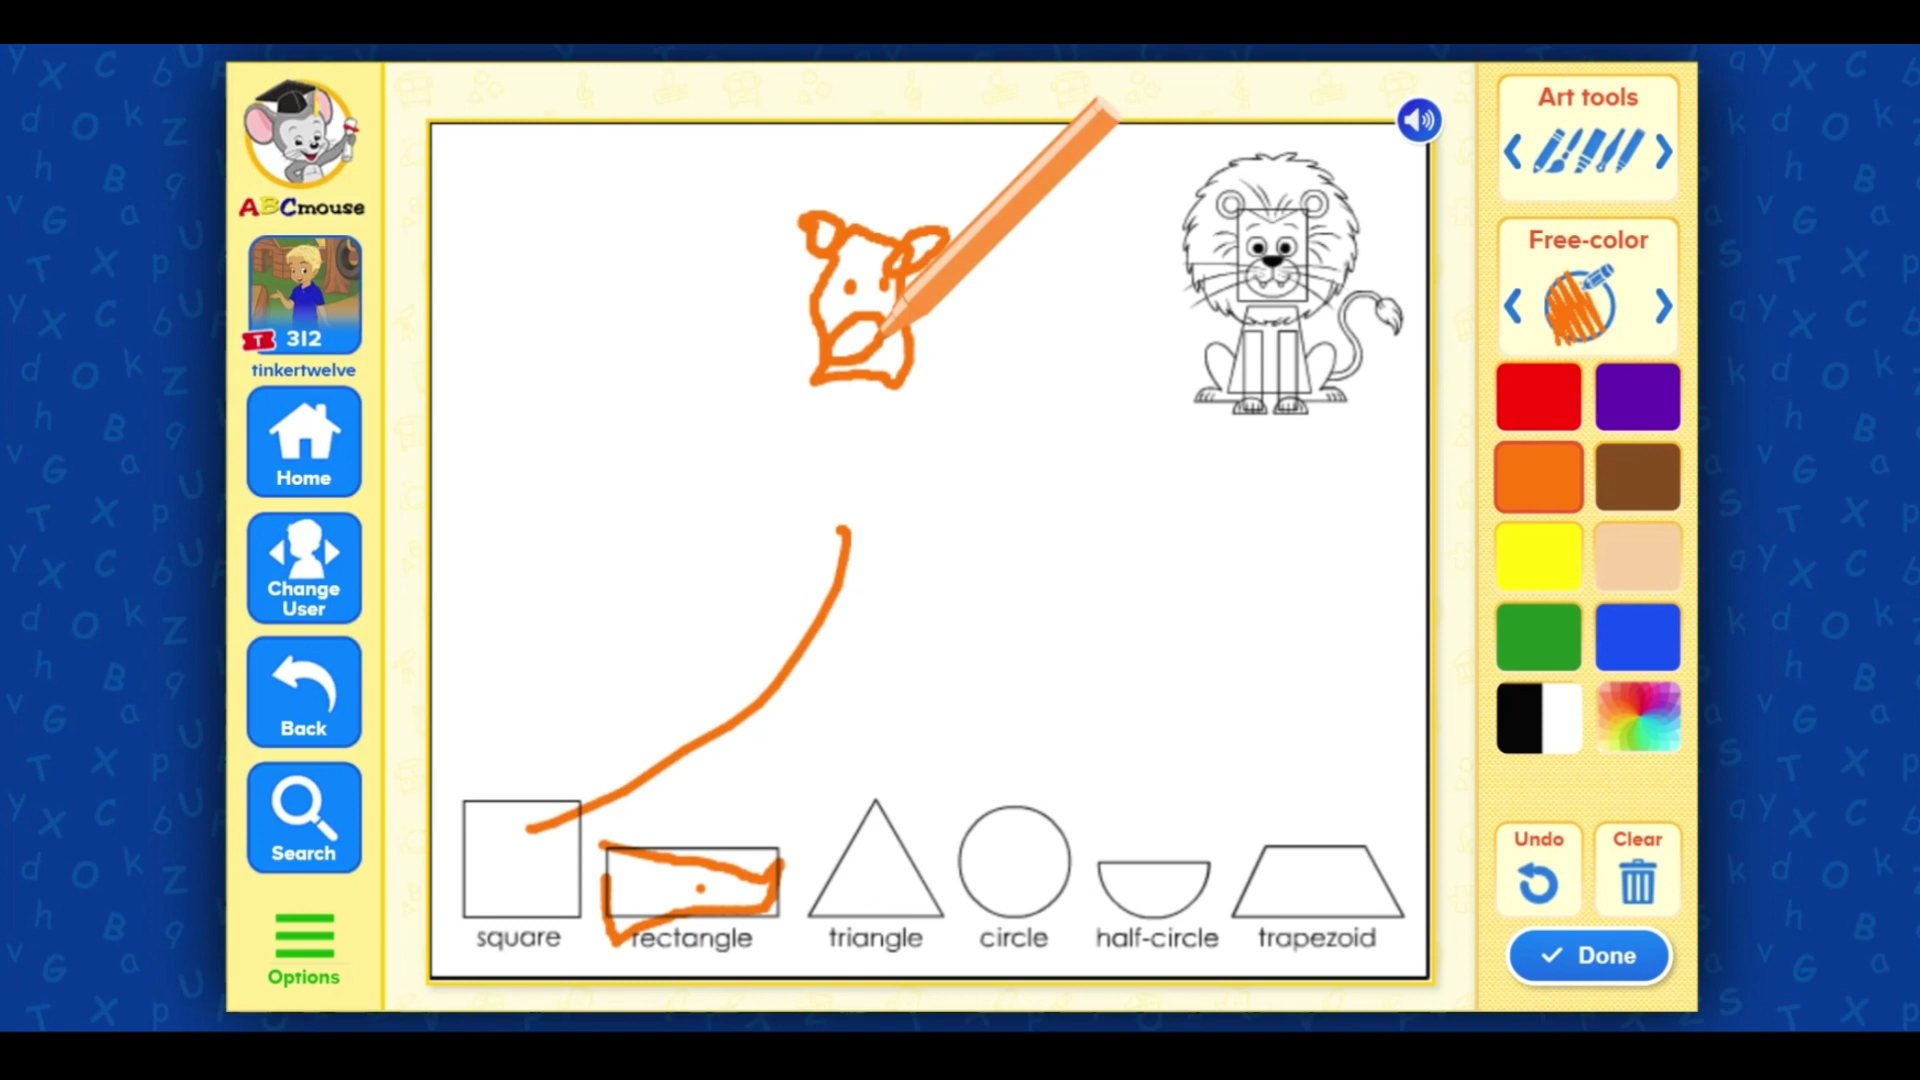 ABCmouse
T 312
tinkertwelve
Home
Change
User
Back
Search
Options
square
rectangle
triangle
circle
half-circle
trapezoid
Art tools
Free-color
Undo
Clear
Done